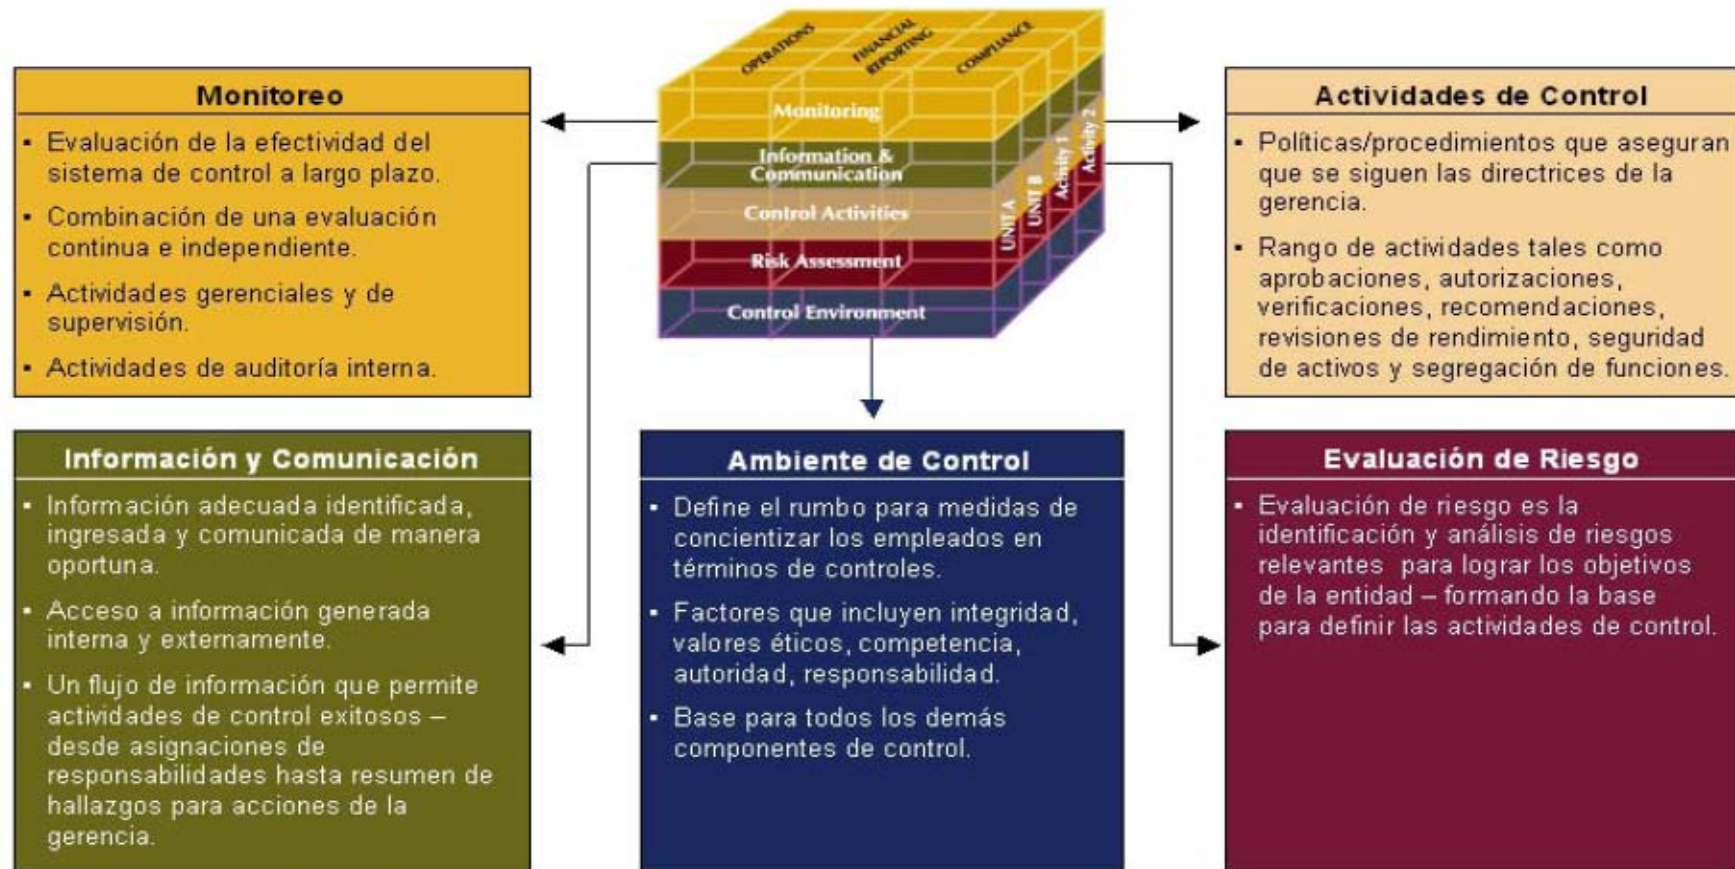 OPERATIONS
FINANCIAL
REPORTING
COMPLIANCE
Monitoring
Information &
Communication
Control Activities
Risk Assessment
Control Environment
UNIT A
UNIT B
Activity 1
Activity 2
Monitoreo
▪ Evaluación de la efectividad del
sistema de control a largo plazo.
▪ Combinación de una evaluación
continua e independiente.
▪ Actividades gerenciales y de
supervisión.
▪ Actividades de auditoría interna.
Actividades de Control
▪ Políticas/procedimientos que aseguran
que se siguen las directrices de la
gerencia.
▪ Rango de actividades tales como
aprobaciones, autorizaciones,
verificaciones, recomendaciones,
revisiones de rendimiento, seguridad
de activos y segregación de funciones.
Información y Comunicación
▪ Información adecuada identificada,
ingresada y comunicada de manera
oportuna.
▪ Acceso a información generada
interna y externamente.
▪ Un flujo de información que permite
actividades de control exitosos –
desde asignaciones de
responsabilidades hasta resumen de
hallazgos para acciones de la
gerencia.
Ambiente de Control
▪ Define el rumbo para medidas de
concientizar los empleados en
términos de controles.
▪ Factores que incluyen integridad,
valores éticos, competencia,
autoridad, responsabilidad.
▪ Base para todos los demás
componentes de control.
Evaluación de Riesgo
▪ Evaluación de riesgo es la
identificación y análisis de riesgos
relevantes para lograr los objetivos
de la entidad – formando la base
para definir las actividades de control.